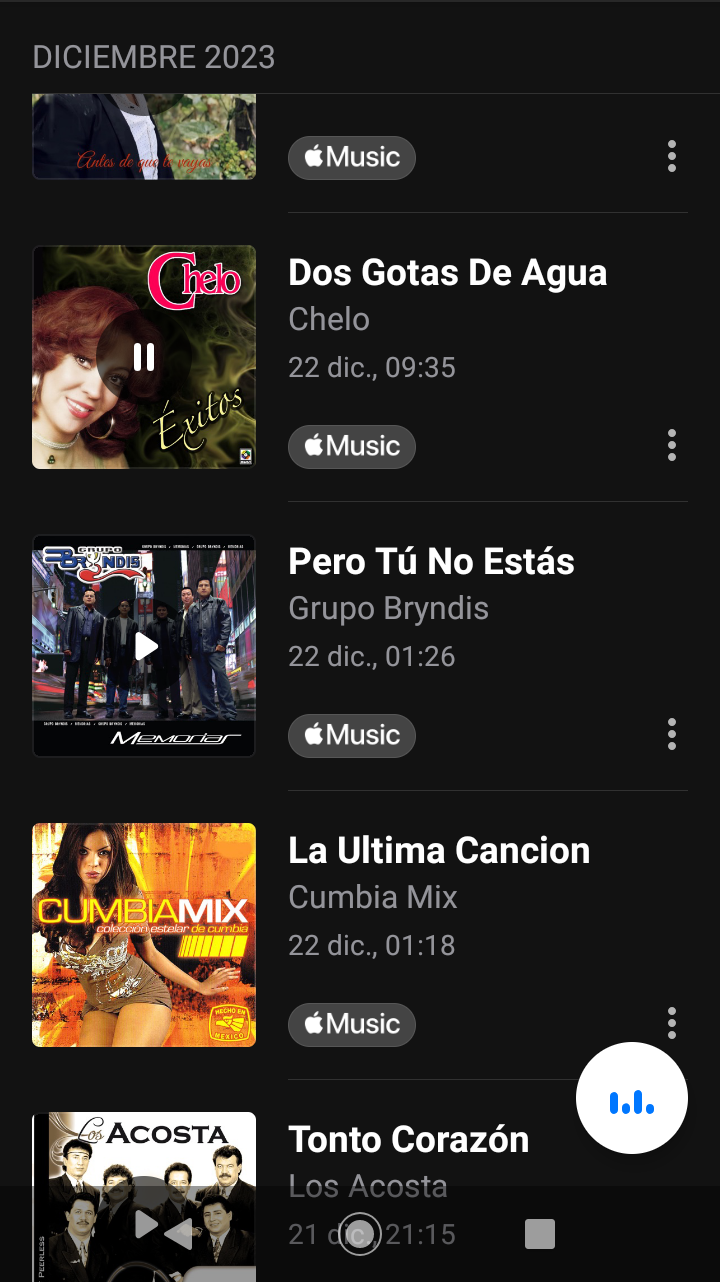 DICIEMBRE 2023
Antes de que te vayas
Music
Chelo
Éxitos
Dos Gotas De Agua
Chelo
22 dic., 09:35
Music
GRUPO
BRYNDIS
Memorias
Pero Tú No Estás
Grupo Bryndis
22 dic., 01:26
Music
CUMBIAMIX
colección estelar de cumbia
HECHO EN
MEXICO
La Ultima Cancion
Cumbia Mix
22 dic., 01:18
Music
Los ACOSTA
PEERLESS
Tonto Corazón
Los Acosta
21 dic., 21:15